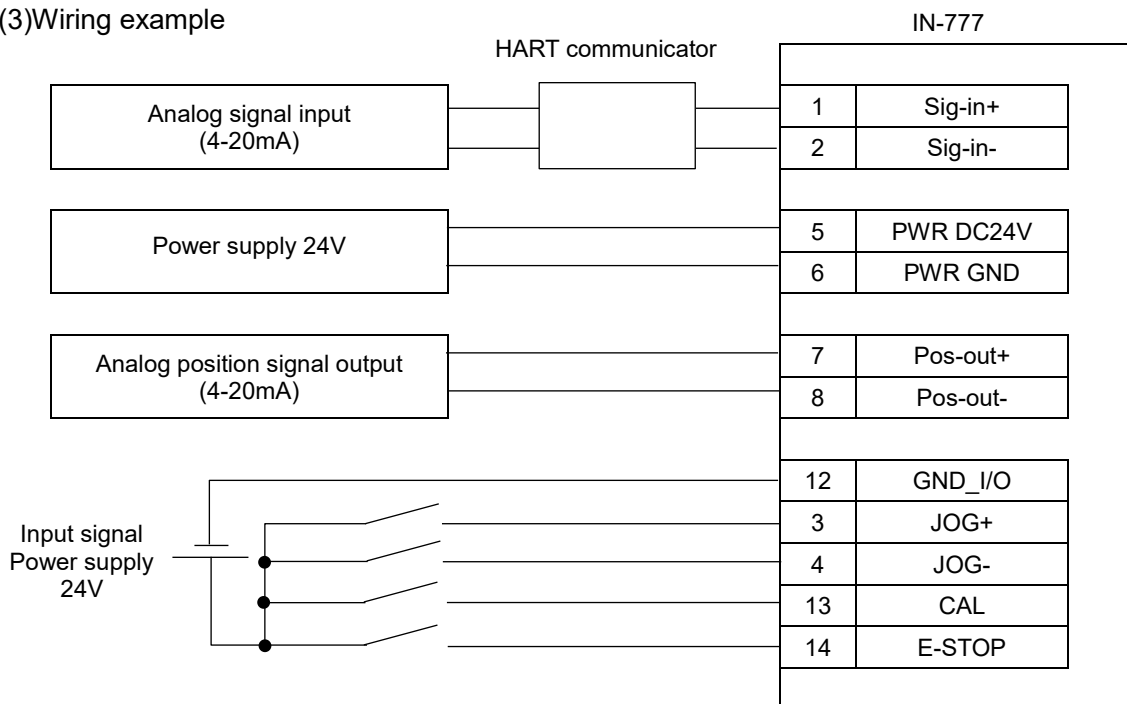 (3)Wiring example
IN-777
HART communicator
Analog signal input
(4-20mA)
1 Sig-in+
2 Sig-in-
Power supply 24V
5 PWR DC24V
6 PWR GND
Analog position signal output
(4-20mA)
7 Pos-out+
8 Pos-out-
Input signal
Power supply
24V
12 GND_I/O
3 JOG+
4 JOG-
13 CAL
14 E-STOP